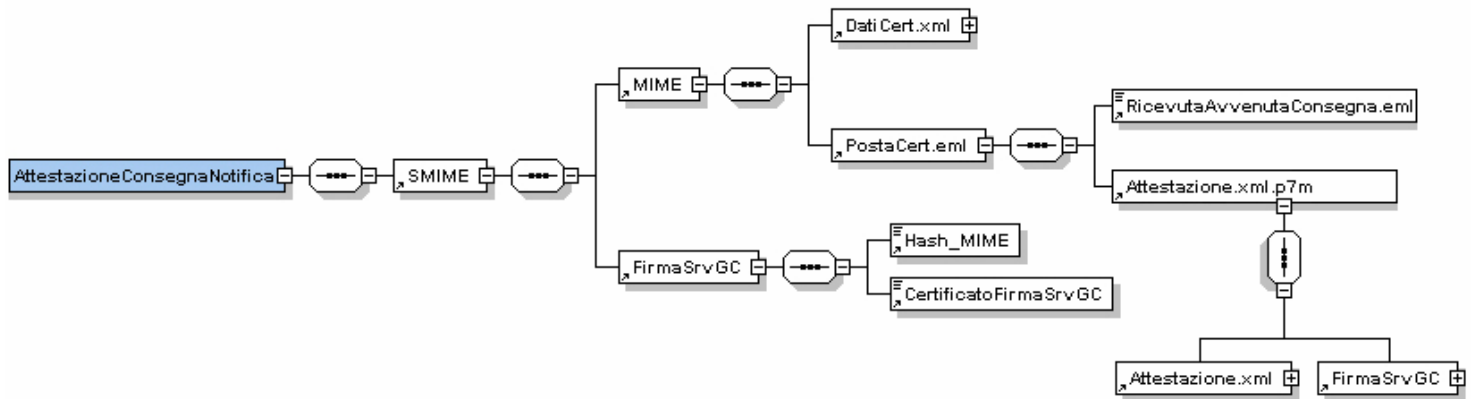 DatiCert.xml
MIME
PostaCert.eml
RicevutaAvvenutaConsegna.eml
AttestazioneConsegnaNotifica
SMIME
Attestazione.xml.p7m
FirmaSrvGC
Hash_MIME
CertificatoFirmaSrvGC
Attestazione.xml
FirmaSrvGC